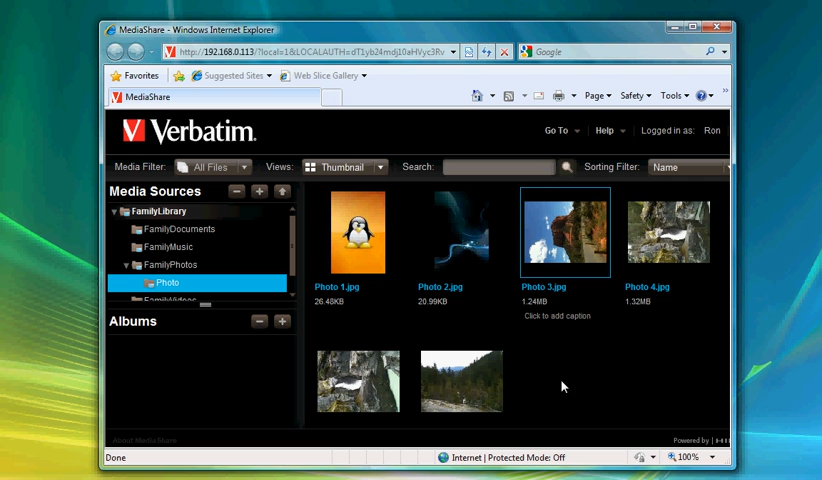 MediaShare - Windows Internet Explorer
http://192.168.0.113/?local=1&LOCALAUTH=dT1yb24mdj10aHVyc3Rv
Google
Favorites
Suggested Sites
Web Slice Gallery
MediaShare
Page
Safety
Tools
Verbatim.
Go To
Help
Logged in as: Ron
Media Filter:
All Files
Views:
Thumbnail
Search:
Sorting Filter:
Name
Media Sources
FamilyLibrary
FamilyDocuments
FamilyMusic
FamilyPhotos
Photo
FamilyVideos
Albums
Photo 1.jpg
26.48KB
Photo 2.jpg
20.99KB
Photo 3.jpg
1.24MB
Click to add caption
Photo 4.jpg
1.32MB
About Media Share
Powered by
Done
Internet | Protected Mode: Off
100%